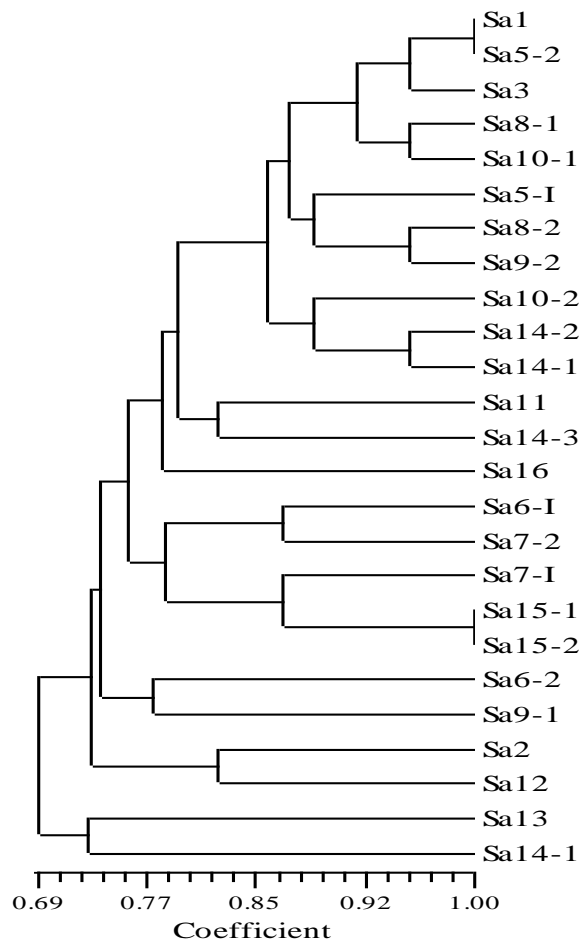 Sa1
Sa5-2
Sa3
Sa8-1
Sa10-1
Sa5-I
Sa8-2
Sa9-2
Sa10-2
Sa14-2
Sa14-1
Sa11
Sa14-3
Sa16
Sa6-I
Sa7-2
Sa7-I
Sa15-1
Sa15-2
Sa6-2
Sa9-1
Sa2
Sa12
Sa13
Sa14-1
0.69 0.77 0.85 0.92 1.00
Coefficient